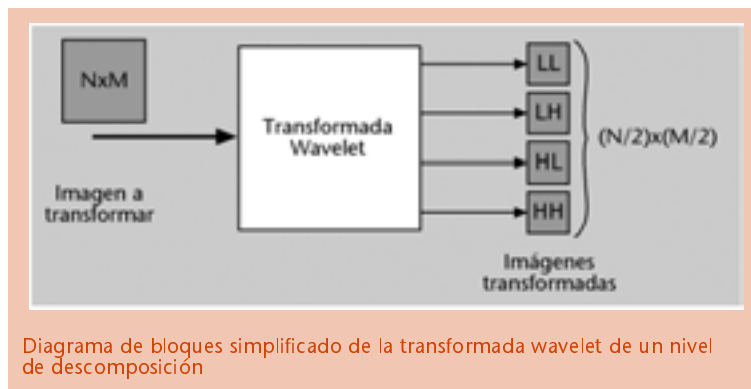 NxM
Imagen a
transformar
Transformada
Wavelet
LL
LH
HL
HH
(N/2)x(M/2)
Imágenes
transformadas
Diagrama de bloques simplificado de la transformada wavelet de un nivel
de descomposición